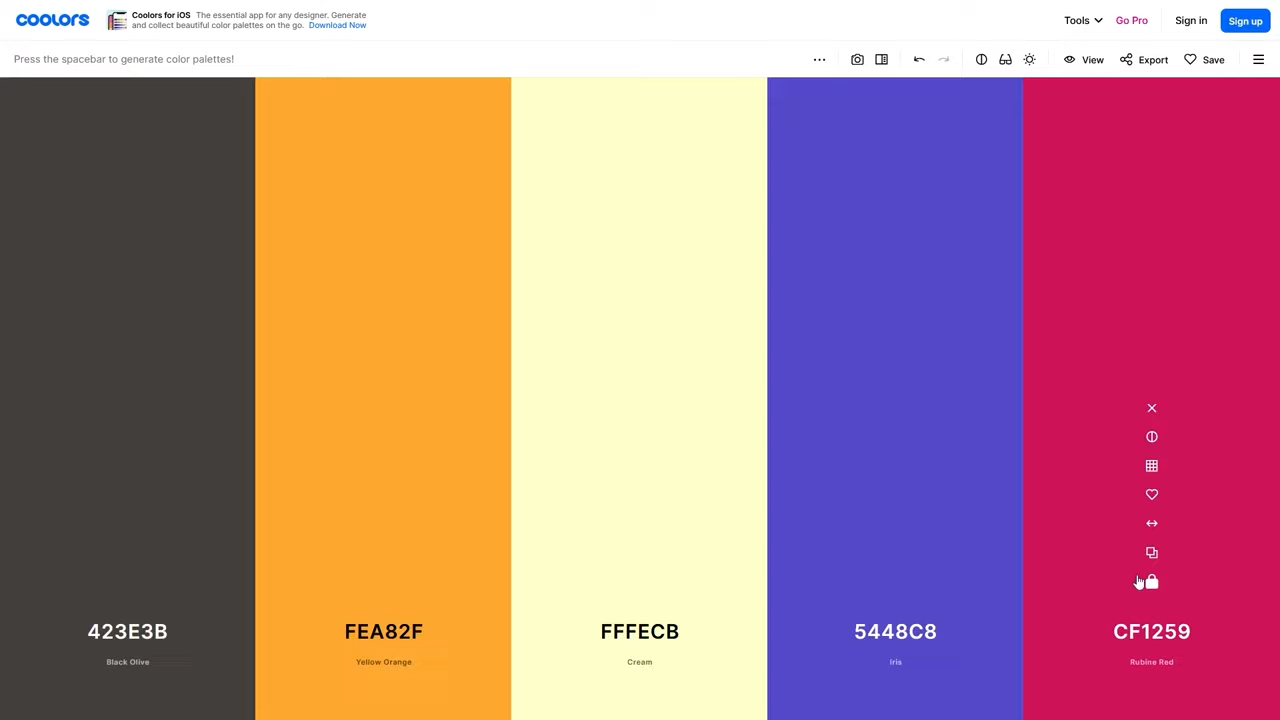 coolors
Coolors for iOS The essential app for any designer. Generate
and collect beautiful color palettes on the go. Download Now
Tools Go Pro Sign in Sign up
Press the spacebar to generate color palettes!
View Export Save
423E3B FEA82F FFFECB 5448C8 CF1259
Black Olive Yellow Orange Cream Iris Rubine Red